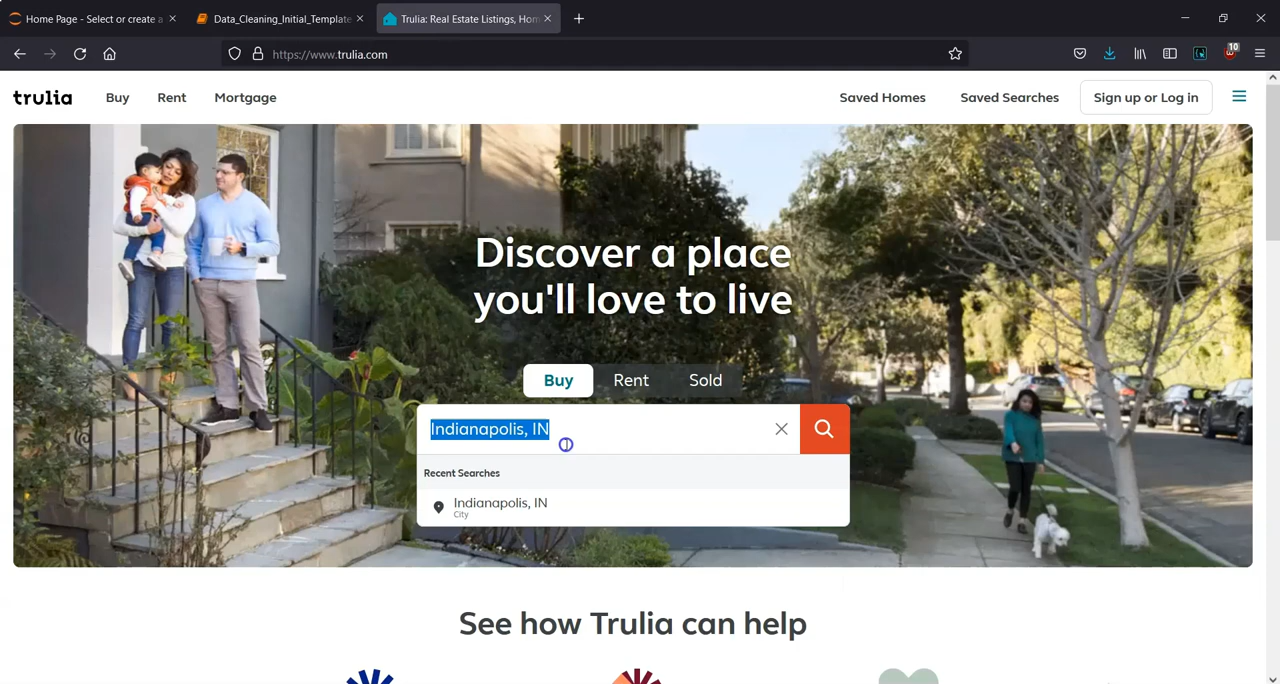 Home Page - Select or create a
Data_Cleaning_Initial_Template
Trulia: Real Estate Listings, Hom
https://www.trulia.com
10
trulia
Buy
Rent
Mortgage
Saved Homes
Saved Searches
Sign up or Log in
Discover a place
you'll love to live
Buy
Rent
Sold
Indianapolis, IN
Recent Searches
Indianapolis, IN
City
See how Trulia can help